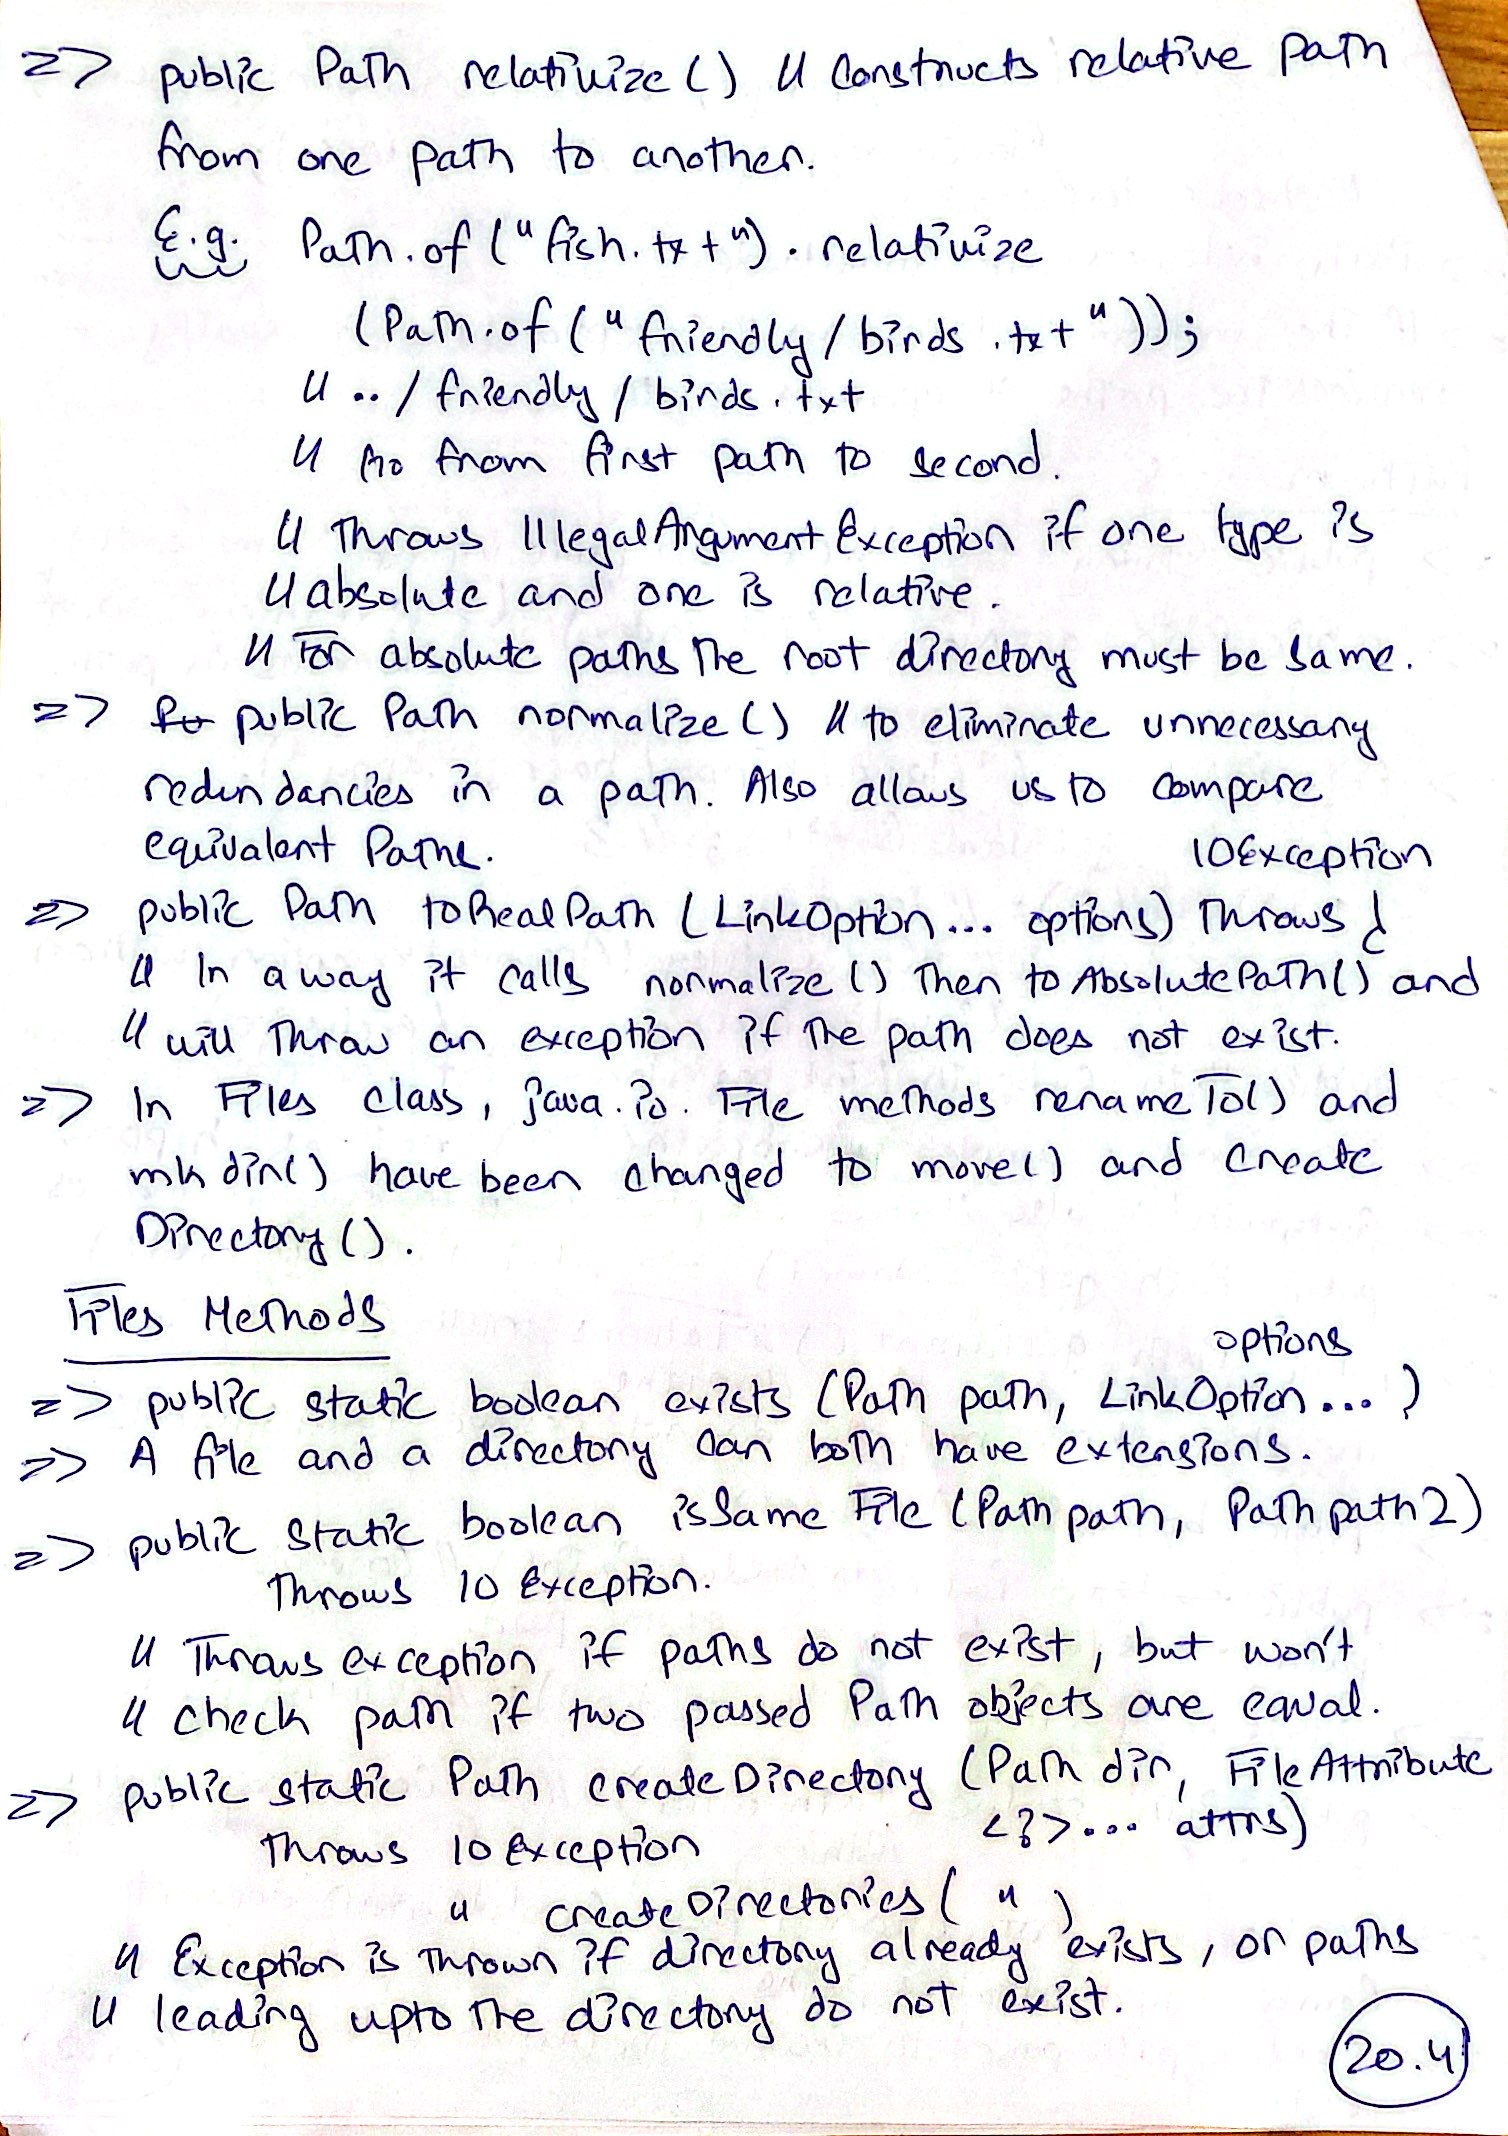 => public Path relativize() // Constructs relative path
from one path to another.
E.g. Path.of("fish.txt").relativize
(Path.of("friendly/birds.txt"));
// ../friendly/birds.txt
// Go from first path to second.
// Throws IllegalArgumentException if one type is
// absolute and one is relative.
// For absolute paths the root directory must be same.
=> public Path normalize() // to eliminate unnecessary
redundancies in a path. Also allows us to compare
equivalent Paths.
IOException
=> public Path toRealPath (LinkOption... options) throws
// In a way it calls normalize() then toAbsolutePath() and
// will throw an exception if the path does not exist.
=> In Files class, java.io.File methods renameTo() and
mkdir() have been changed to move() and create
Directory().
Files Methods
options
=> public static boolean exists (Path path, LinkOption... )
=> A file and a directory can both have extensions.
=> public static boolean isSameFile (Path path, Path path2)
throws IOException.
// Throws exception if paths do not exist, but won't
// check path if two passed Path objects are equal.
=> public static Path createDirectory (Path dir, FileAttribute
<?>... attrs)
throws IOException
" createDirectories ( " )
// Exception is thrown if directory already exists, or paths
// leading upto the directory do not exist.
20.4